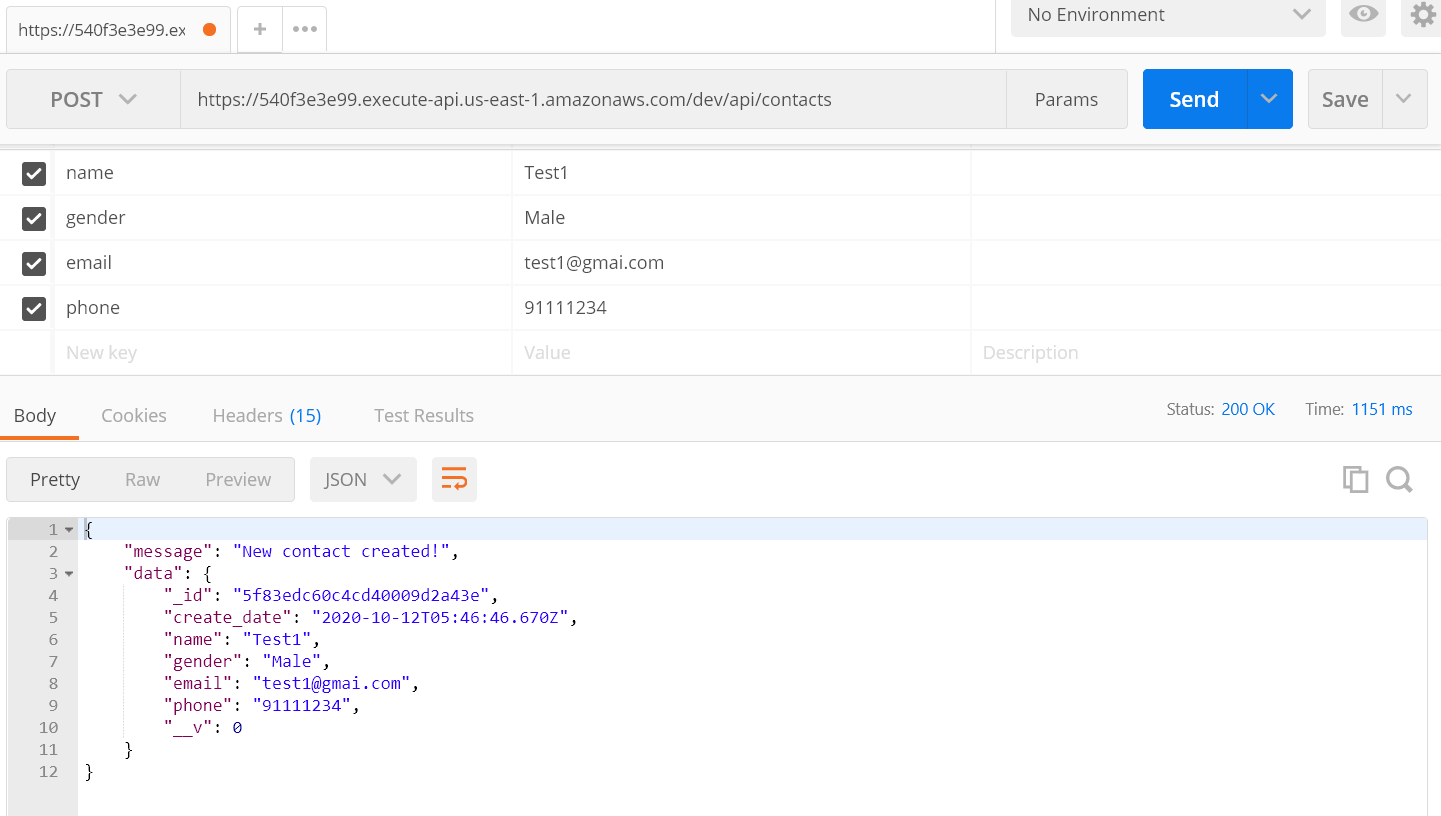 https://540f3e3e99.ex
No Environment
POST https://540f3e3e99.execute-api.us-east-1.amazonaws.com/dev/api/contacts Params Send Save
name Test1
gender Male
email test1@gmai.com
phone 91111234
New key Value Description
Body Cookies Headers (15) Test Results Status: 200 OK Time: 1151 ms
Pretty Raw Preview JSON
1 {
2 "message": "New contact created!",
3 "data": {
4 "_id": "5f83edc60c4cd40009d2a43e",
5 "create_date": "2020-10-12T05:46:46.670Z",
6 "name": "Test1",
7 "gender": "Male",
8 "email": "test1@gmai.com",
9 "phone": "91111234",
10 "__v": 0
11 }
12 }